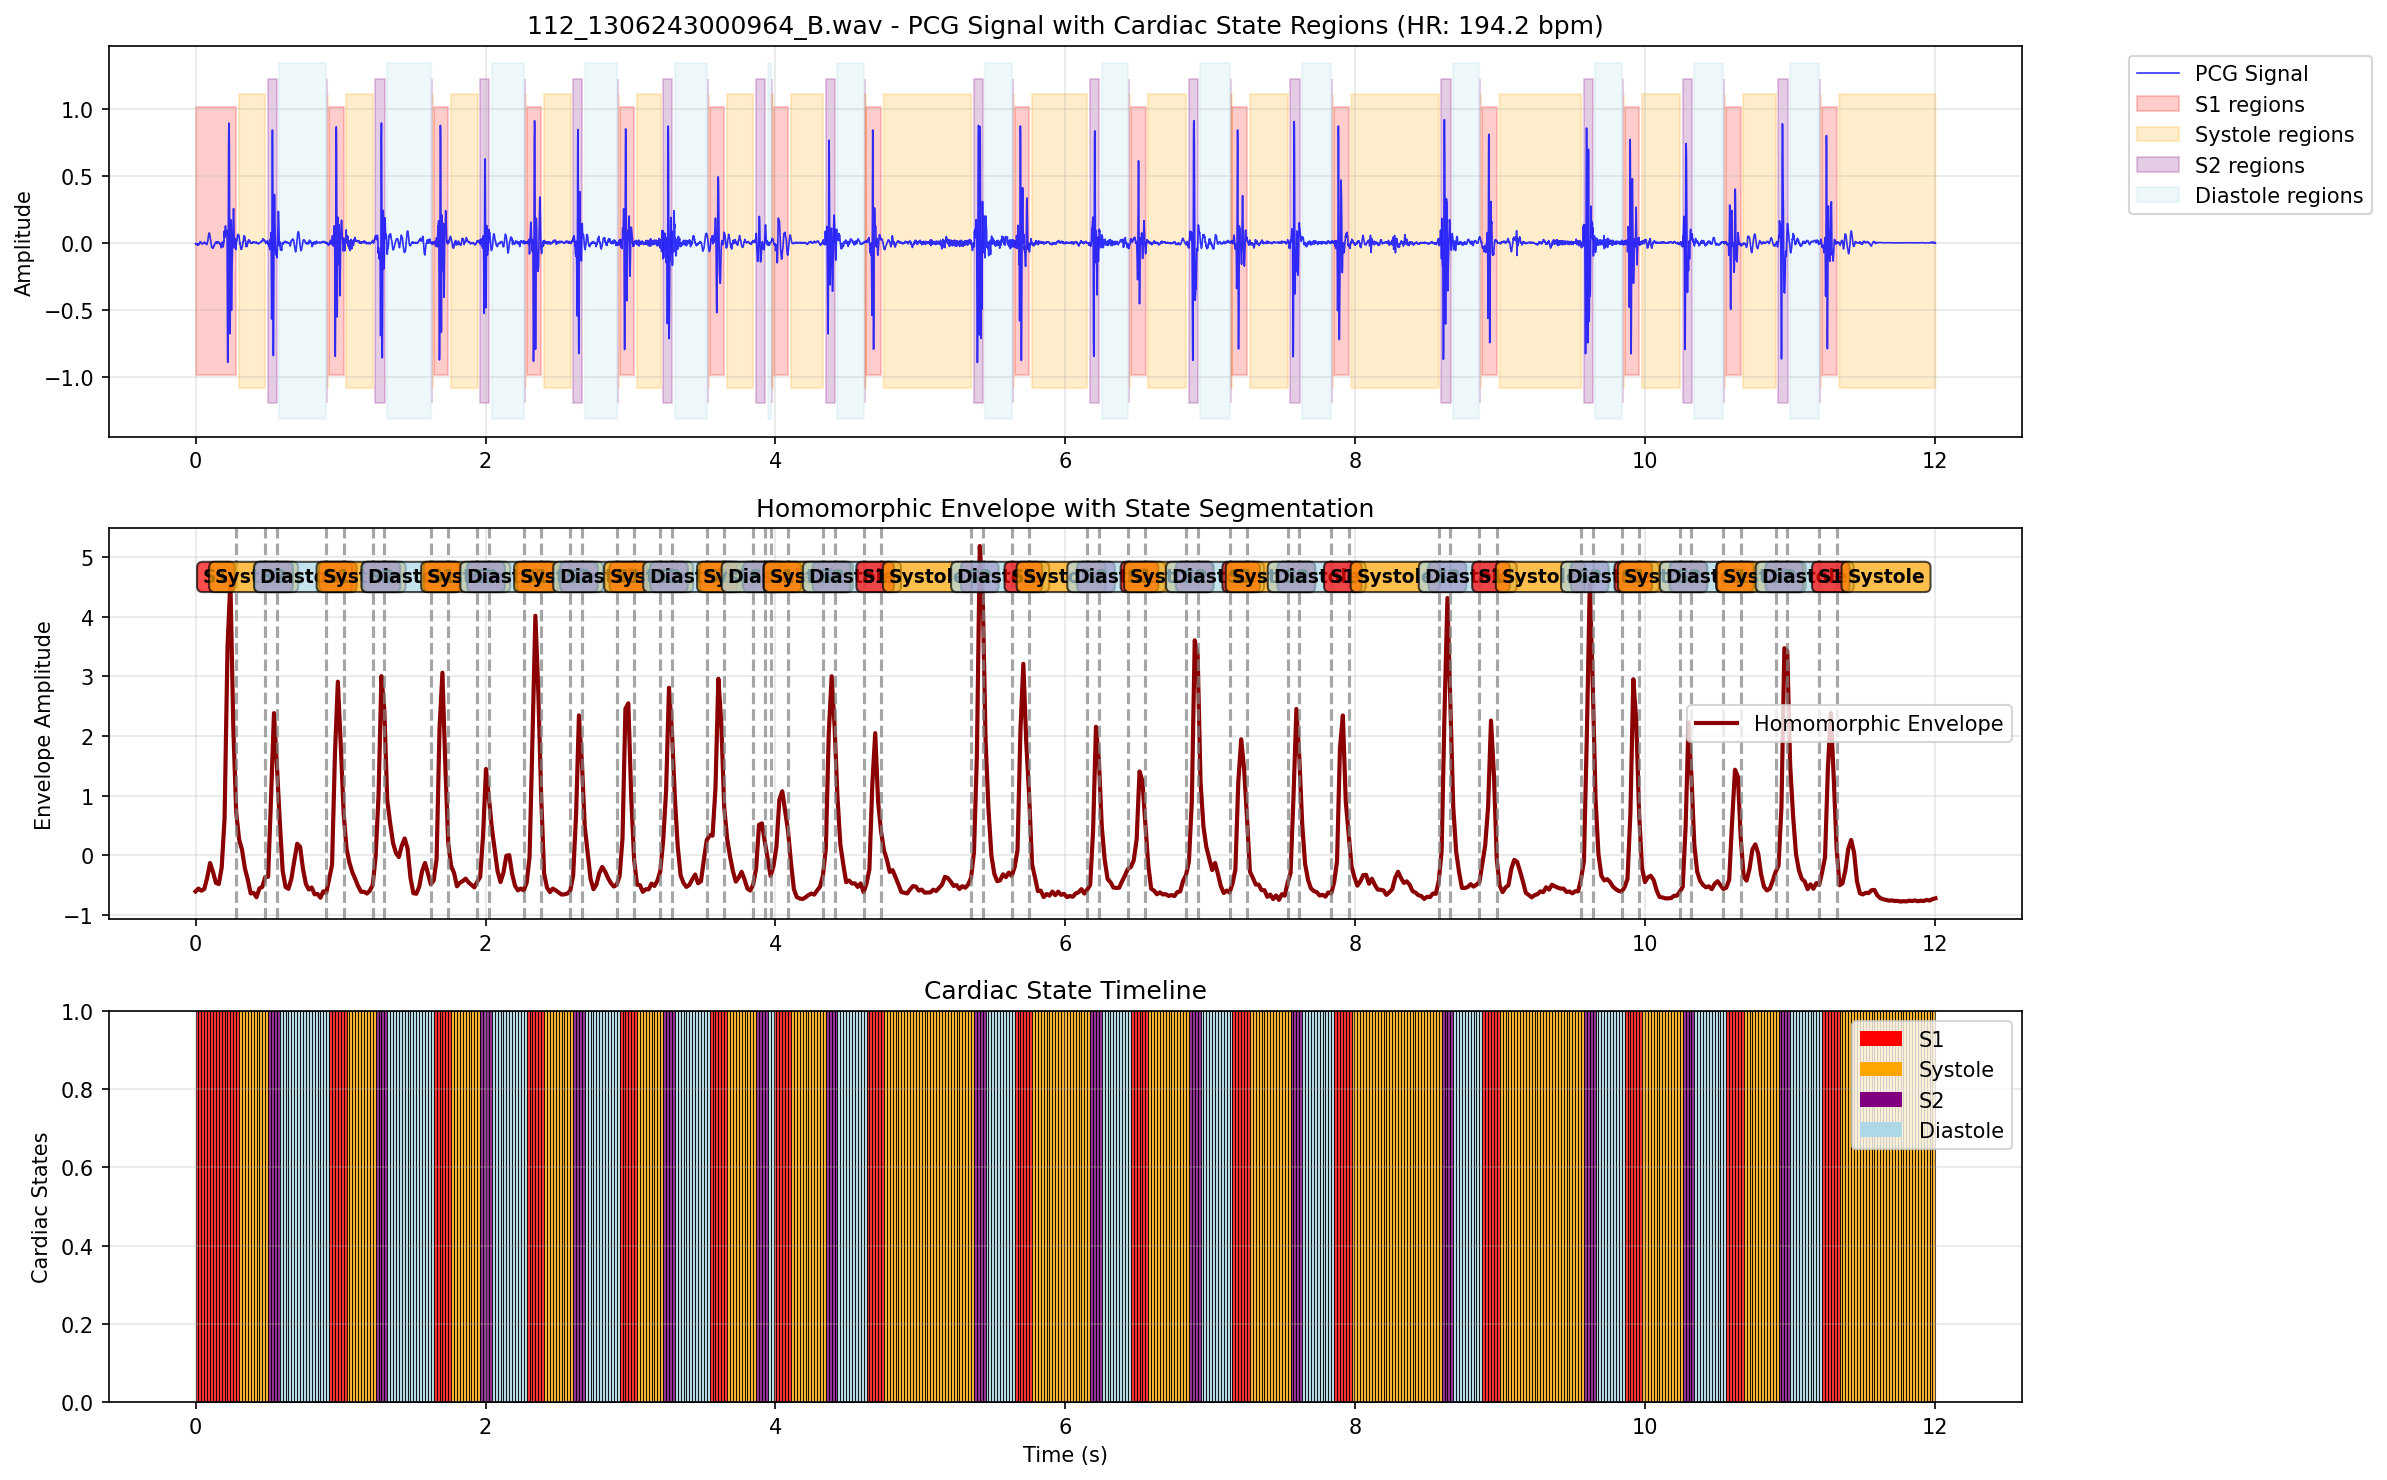 112_1306243000964_B.wav - PCG Signal with Cardiac State Regions (HR: 194.2 bpm)
Amplitude
1.0
0.5
0.0
−0.5
−1.0
0 2 4 6 8 10 12
PCG Signal
S1 regions
Systole regions
S2 regions
Diastole regions
Homomorphic Envelope with State Segmentation
Envelope Amplitude
5
4
3
2
1
0
−1
S1 Systole
S1 Systole
Homomorphic Envelope
0 2 4 6 8 10 12
Cardiac State Timeline
Cardiac States
1.0
0.8
0.6
0.4
0.2
0.0
S1
Systole
S2
Diastole
0 2 4 6 8 10 12
Time (s)